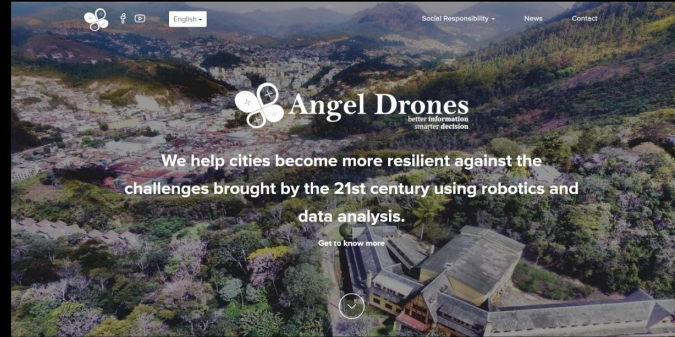 English
Social Responsibility
News
Contact
Angel Drones
better information
smarter decision
We help cities become more resilient against the
challenges brought by the 21st century using robotics and
data analysis.
Get to know more